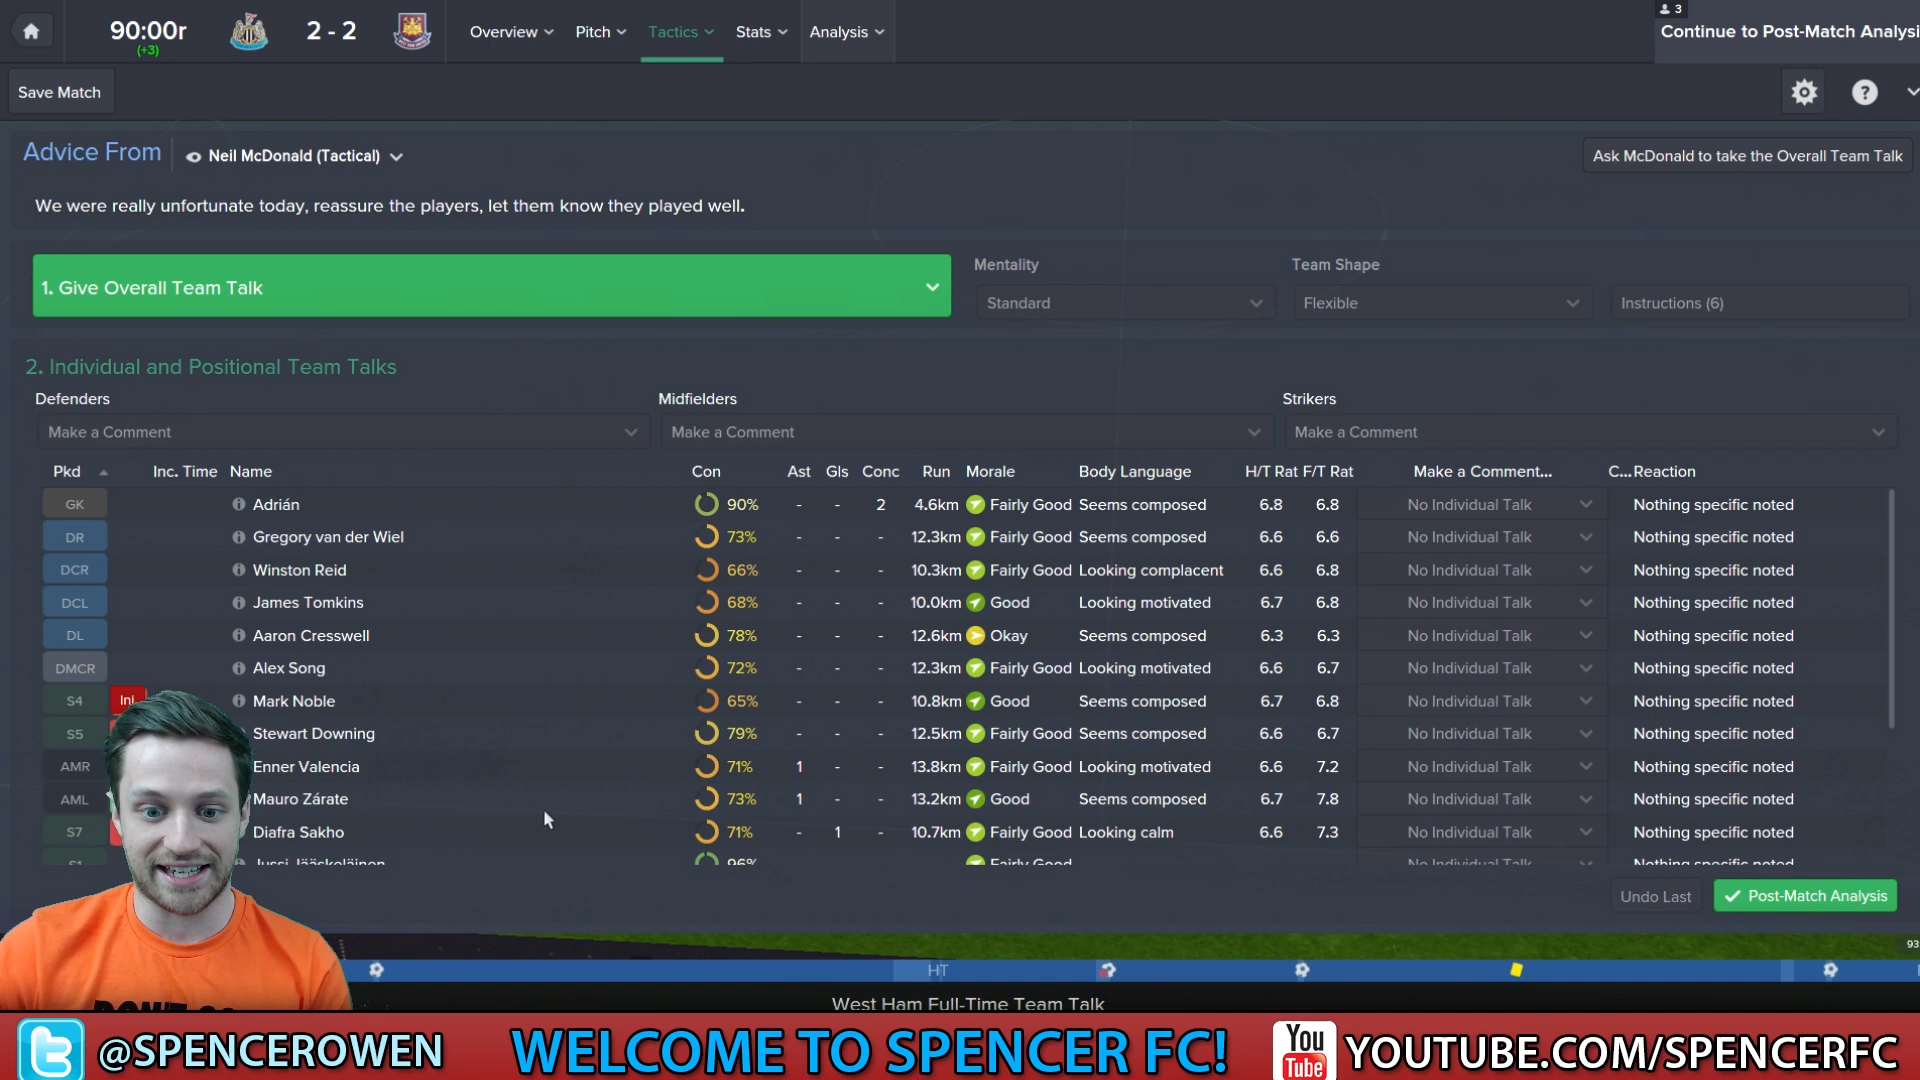 3
90:00r
(+3)
2 - 2
Overview
Pitch
Tactics
Stats
Analysis
Continue to Post-Match Analysi
Save Match
?
Advice From
Neil McDonald (Tactical)
Ask McDonald to take the Overall Team Talk
We were really unfortunate today, reassure the players, let them know they played well.
1. Give Overall Team Talk
Mentality
Standard
Team Shape
Flexible
Instructions (6)
2. Individual and Positional Team Talks
Defenders Midfielders Strikers
Make a Comment Make a Comment Make a Comment
Pkd Inc. Time Name Con Ast Gls Conc Run Morale Body Language H/T Rat F/T Rat Make a Comment... C... Reaction
GK Adrián 90% - - 2 4.6km Fairly Good Seems composed 6.8 6.8 No Individual Talk Nothing specific noted
DR Gregory van der Wiel 73% - - - 12.3km Fairly Good Seems composed 6.6 6.6 No Individual Talk Nothing specific noted
DCR Winston Reid 66% - - - 10.3km Fairly Good Looking complacent 6.6 6.8 No Individual Talk Nothing specific noted
DCL James Tomkins 68% - - - 10.0km Good Looking motivated 6.7 6.8 No Individual Talk Nothing specific noted
DL Aaron Cresswell 78% - - - 12.6km Okay Seems composed 6.3 6.3 No Individual Talk Nothing specific noted
DMCR Alex Song 72% - - - 12.3km Fairly Good Looking motivated 6.6 6.7 No Individual Talk Nothing specific noted
S4 Inj Mark Noble 65% - - - 10.8km Good Seems composed 6.7 6.8 No Individual Talk Nothing specific noted
S5 Stewart Downing 79% - - - 12.5km Fairly Good Seems composed 6.6 6.7 No Individual Talk Nothing specific noted
AMR Enner Valencia 71% 1 - - 13.8km Fairly Good Looking motivated 6.6 7.2 No Individual Talk Nothing specific noted
AML Mauro Zárate 73% 1 - - 13.2km Good Seems composed 6.7 7.8 No Individual Talk Nothing specific noted
S7 Diafra Sakho 71% - 1 - 10.7km Fairly Good Looking calm 6.6 7.3 No Individual Talk Nothing specific noted
S1 Jussi Jääskeläinen 96% Fairly Good No Individual Talk Nothing specific noted
Undo Last
Post-Match Analysis
93
HT
West Ham Full-Time Team Talk
@SPENCEROWEN
WELCOME TO SPENCER FC!
You Tube
YOUTUBE.COM/SPENCERFC